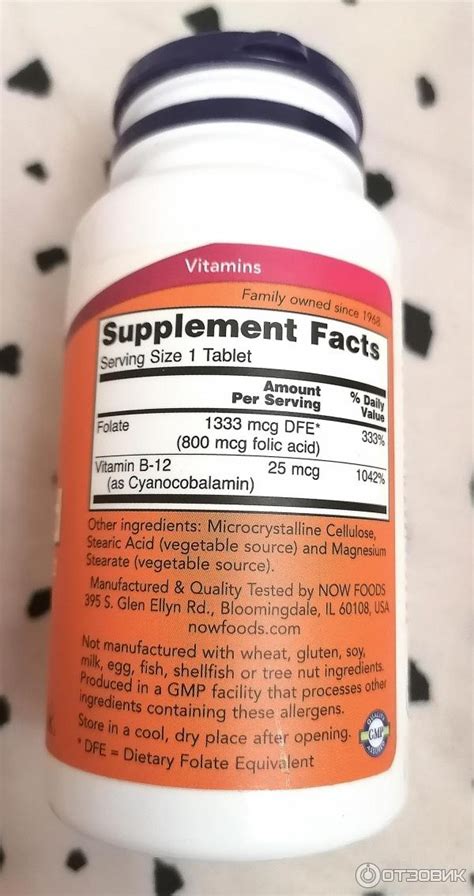 Vitamins
Family owned since 1968.
Supplement Facts
Serving Size 1 Tablet
Amount Per Serving % Daily Value
Folate 1333 mcg DFE* 333%
(800 mcg folic acid)
Vitamin B-12 25 mcg 1042%
(as Cyanocobalamin)
Other ingredients: Microcrystalline Cellulose,
Stearic Acid (vegetable source) and Magnesium
Stearate (vegetable source).
Manufactured & Quality Tested by NOW FOODS
395 S. Glen Ellyn Rd., Bloomingdale, IL 60108, USA
nowfoods.com
Not manufactured with wheat, gluten, soy,
milk, egg, fish, shellfish or tree nut ingredients.
Produced in a GMP facility that processes other
ingredients containing these allergens.
Store in a cool, dry place after opening.
* DFE = Dietary Folate Equivalent
QUALITY
GMP
ASSURED
ОТЗОВИК